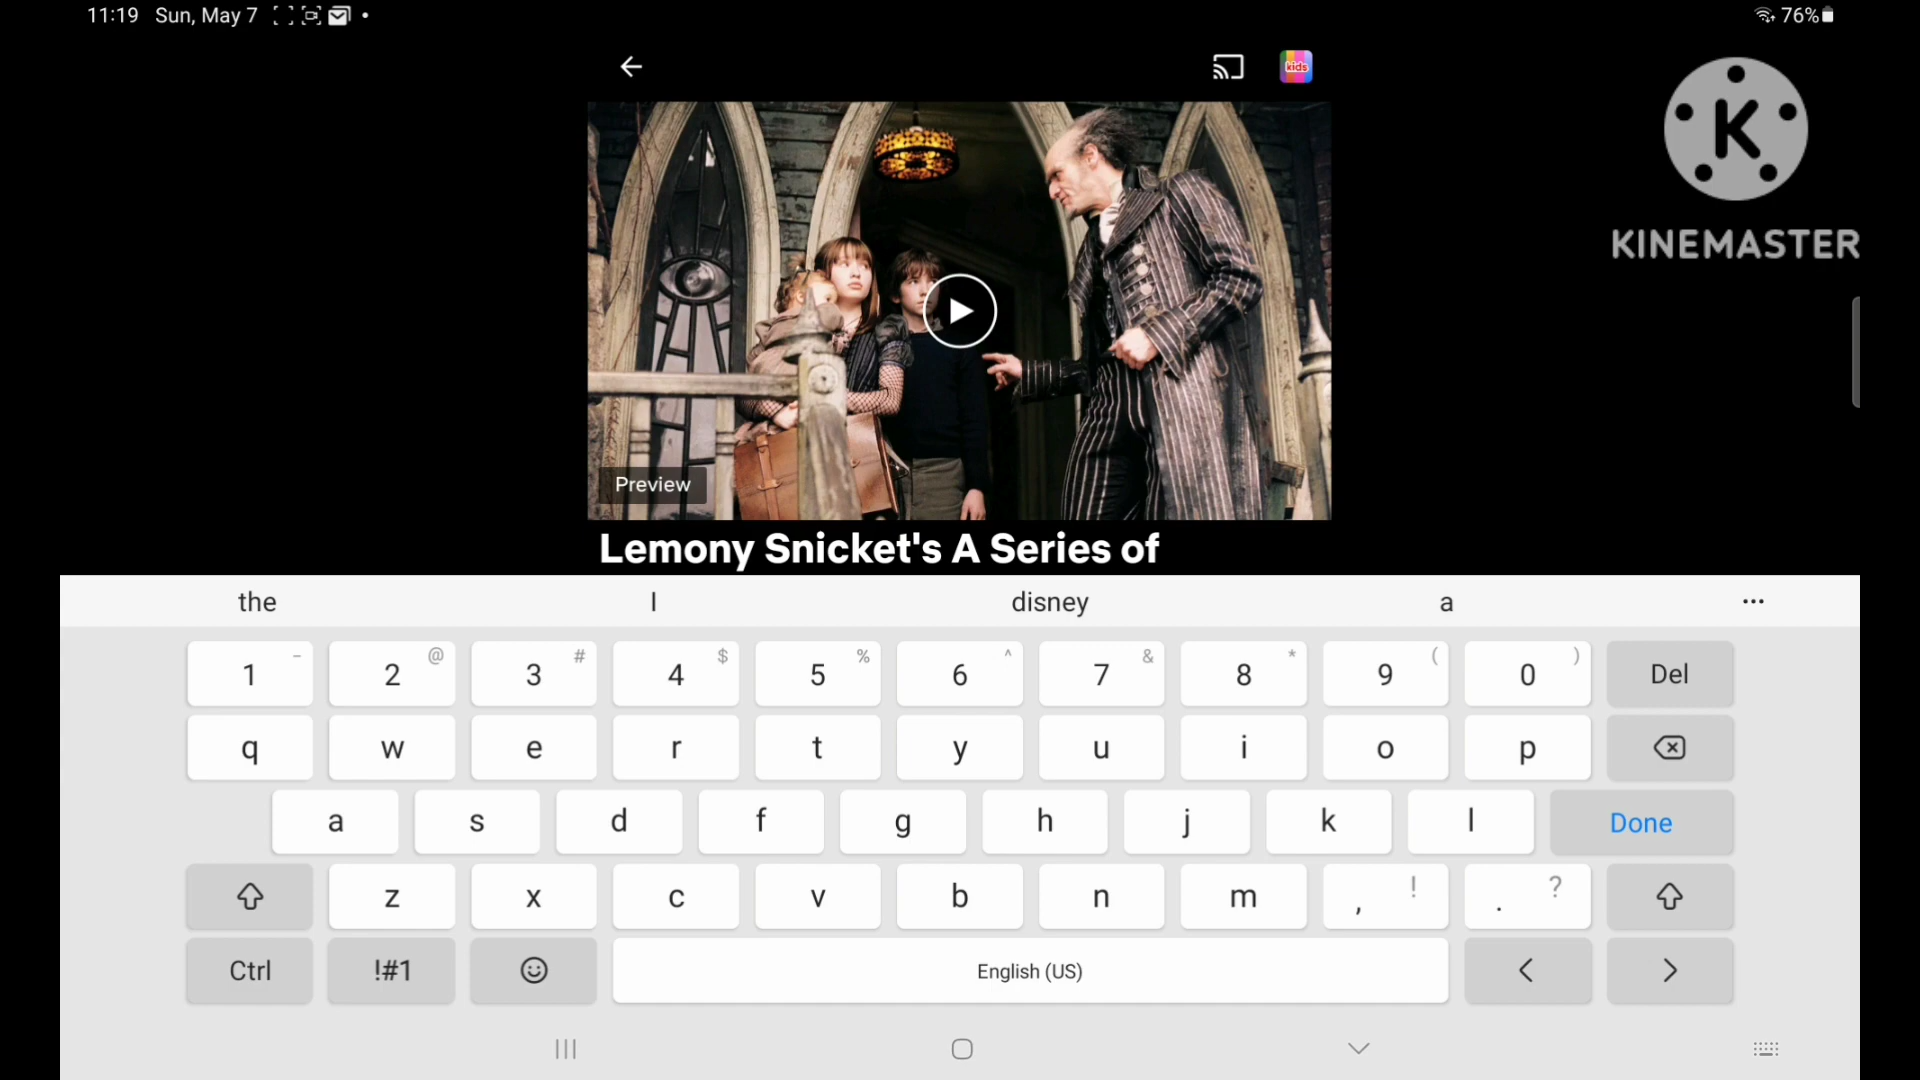 11:19 Sun, May 7 76%
kids
K
KINEMASTER
Preview
Lemony Snicket's A Series of
the I disney a ...
1 - 2 @ 3 # 4 $ 5 % 6 ^ 7 & 8 * 9 ( 0 ) Del
q w e r t y u i o p
a s d f g h j k l Done
z x c v b n m , ! . ?
Ctrl !#1 English (US) < >